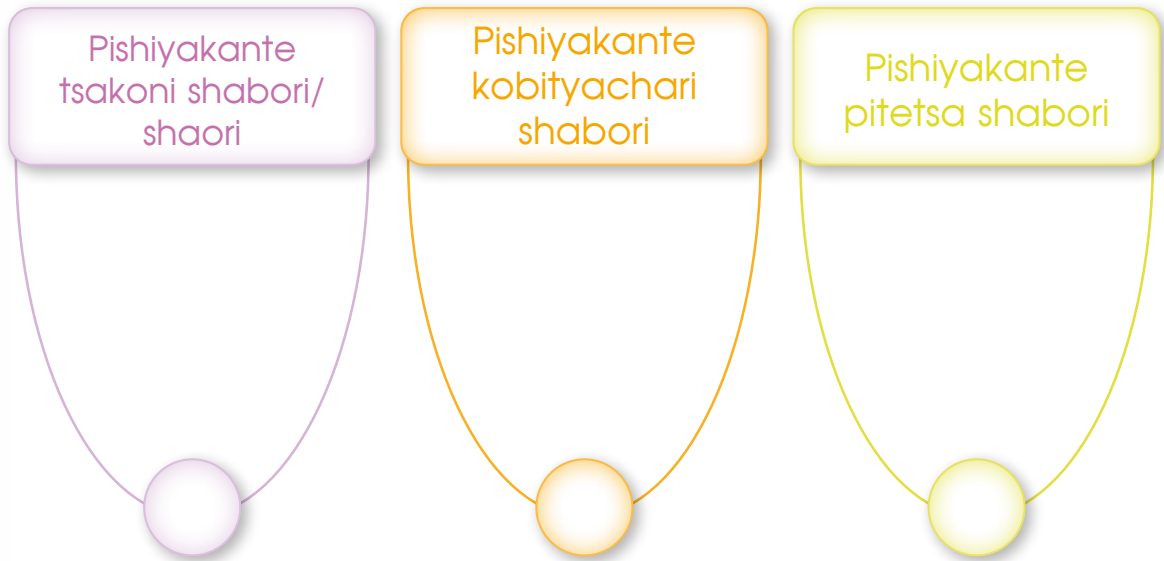 Pishiyakante
tsakoni shabori/
shaori
Pishiyakante
kobityachari
shabori
Pishiyakante
pitetsa shabori